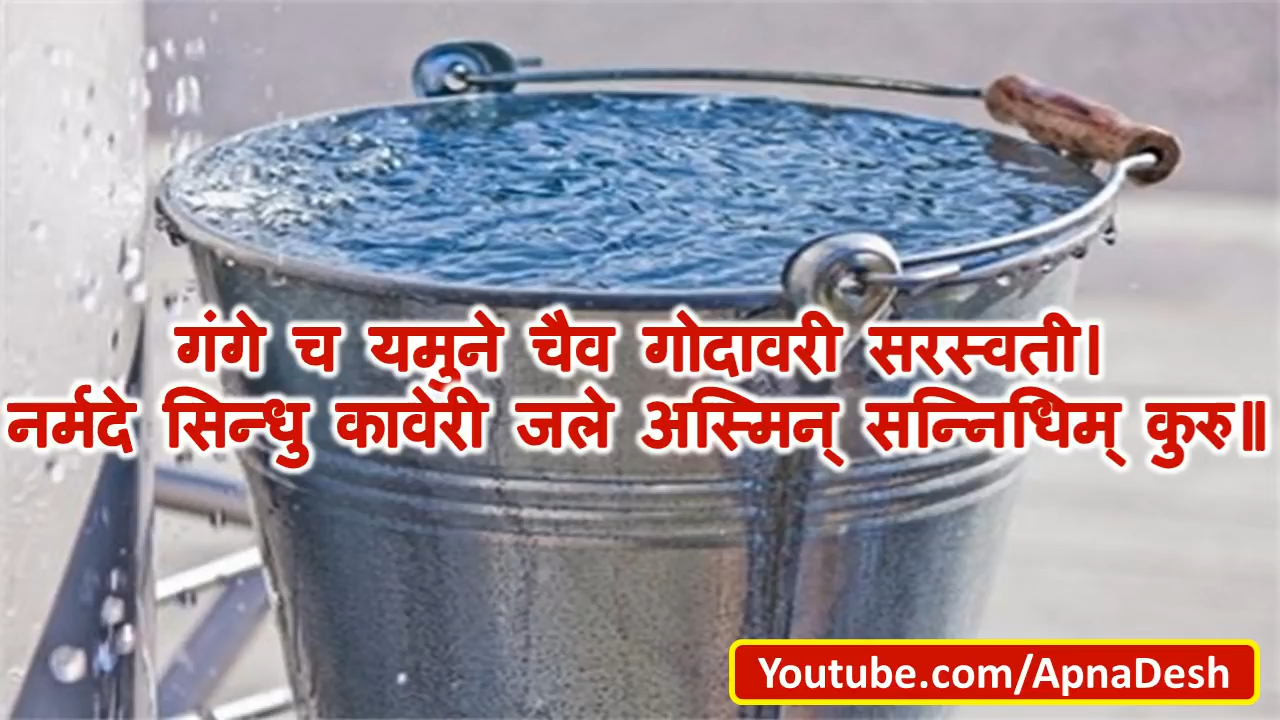 गंगे च यमुने चैव गोदावरी सरस्वती।
नर्मदे सिन्धु कावेरी जले अस्मिन् सन्निधिम् कुरु॥
Youtube.com/ApnaDesh